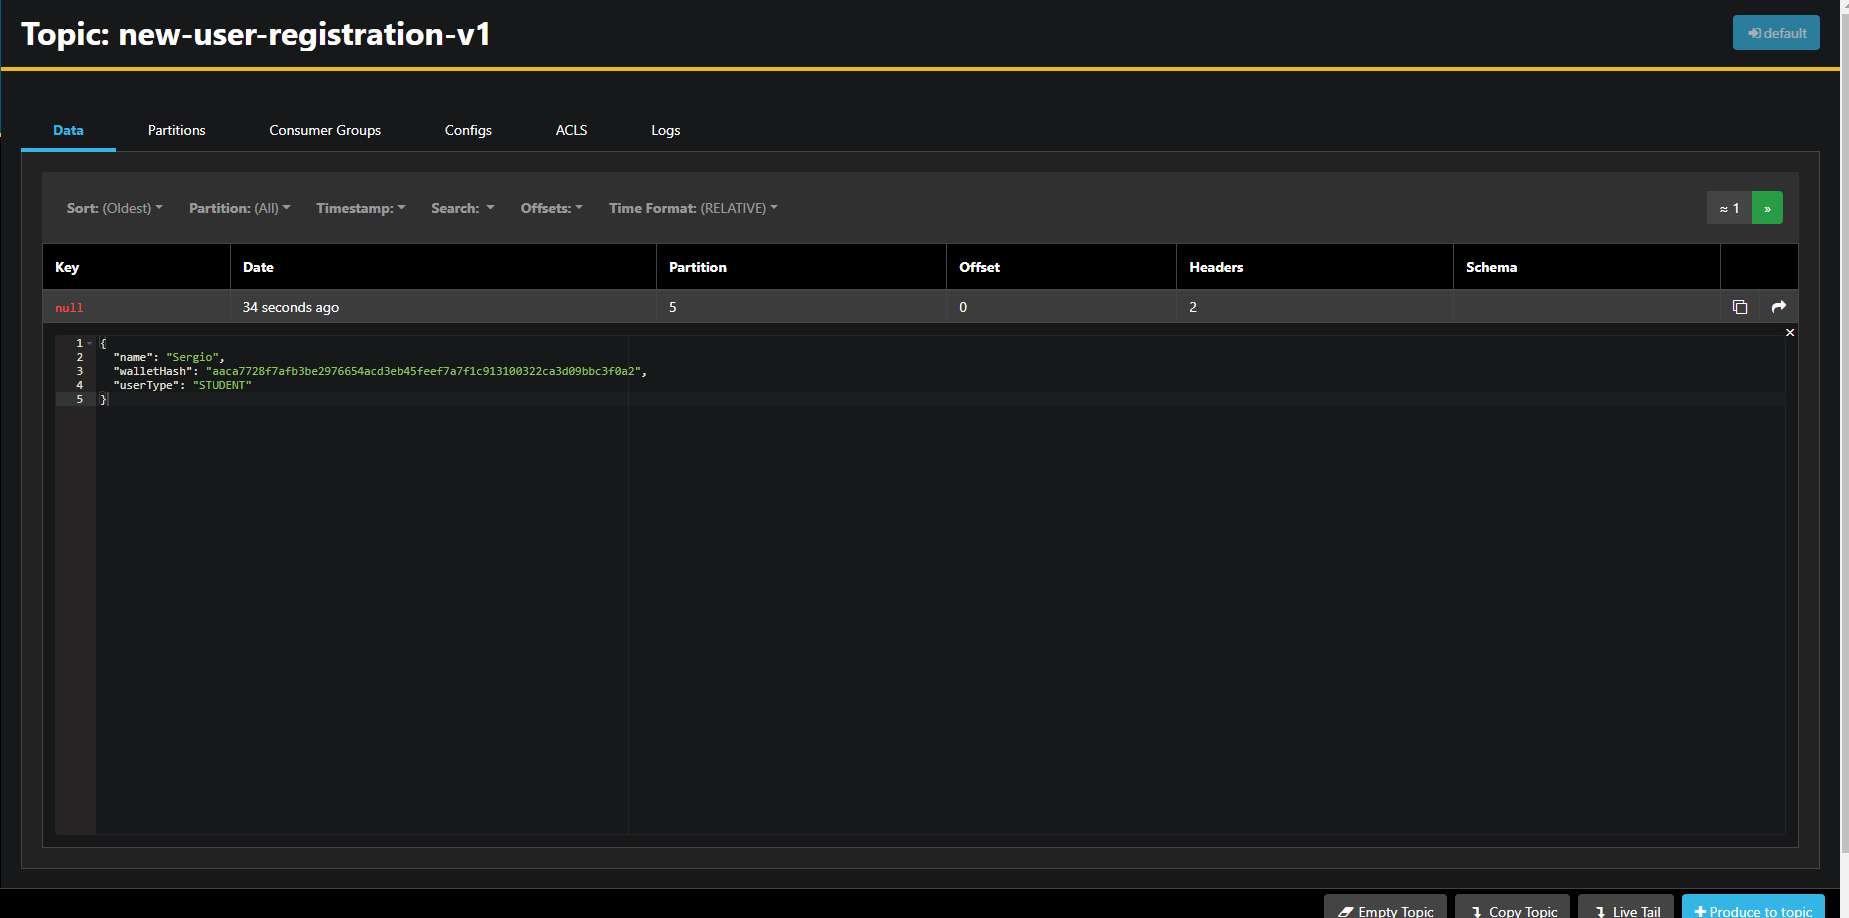 Topic: new-user-registration-v1
default
Data Partitions Consumer Groups Configs ACLS Logs
Sort: (Oldest) Partition: (All) Timestamp: Search: Offsets: Time Format: (RELATIVE) ≈ 1 »
Key Date Partition Offset Headers Schema
null 34 seconds ago 5 0 2
×
1 {
2 "name": "Sergio",
3 "walletHash": "aaca7728f7afb3be2976654acd3eb45feef7a7f1c913100322ca3d09bbc3f0a2",
4 "userType": "STUDENT"
5 }
Empty Topic Copy Topic Live Tail Produce to topic